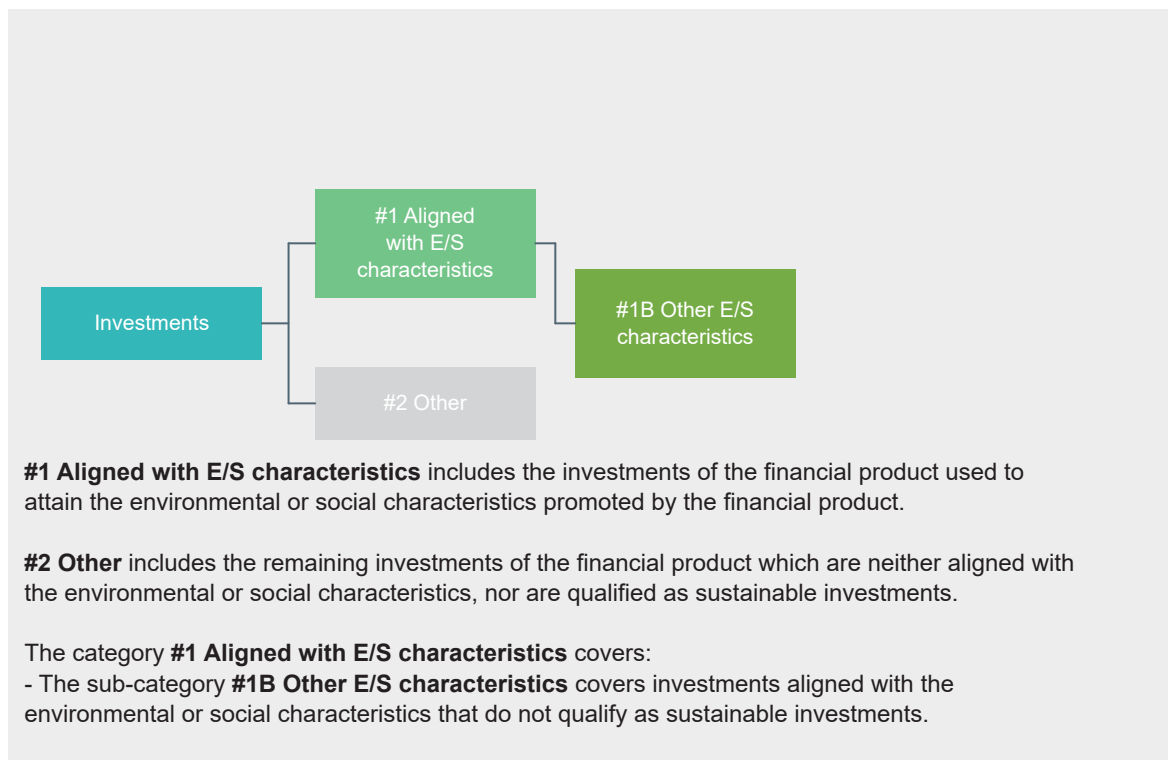 #1 Aligned
with E/S
characteristics
Investments
#1B Other E/S
characteristics
#2 Other
#1 Aligned with E/S characteristics includes the investments of the financial product used to
attain the environmental or social characteristics promoted by the financial product.
#2 Other includes the remaining investments of the financial product which are neither aligned with
the environmental or social characteristics, nor are qualified as sustainable investments.
The category #1 Aligned with E/S characteristics covers:
- The sub-category #1B Other E/S characteristics covers investments aligned with the
environmental or social characteristics that do not qualify as sustainable investments.